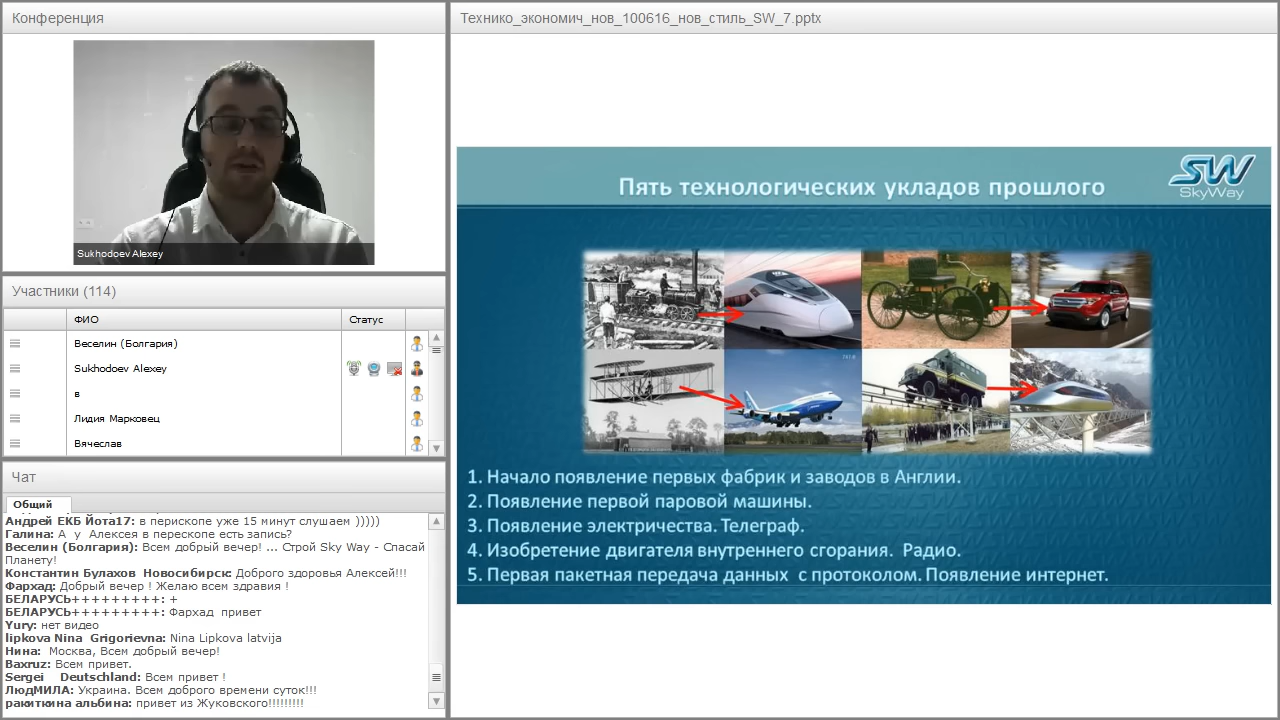 Конференция
Sukhodoev Alexey
Участники (114)
ФИО Статус
Веселин (Болгария)
Sukhodoev Alexey
в
Лидия Марковец
Вячеслав
Чат
Общий
Андрей ЕКБ Йота17: в перископе уже 15 минут слушаем )))))
Галина: А у Алексея в перескопе есть запись?
Веселин (Болгария): Всем добрый вечер! ... Строй Sky Way - Спасай
Планету!
Константин Булахов Новосибирск: Доброго здоровья Алексей!!!
Фархад: Добрый вечер ! Желаю всем здравия !
БЕЛАРУСЬ+++++++++: +
БЕЛАРУСЬ+++++++++: Фархад привет
Yury: нет видео
lipkova Nina Grigorievna: Nina Lipkova latvija
Нина: Москва, Всем добрый вечер!
Baxruz: Всем привет.
Sergei Deutschland: Всем привет !
ЛюдМИЛА: Украина. Всем доброго времени суток!!!
ракиткина альбина: привет из Жуковского!!!!!!!!!
Технико_экономич_нов_100616_нов_стиль_SW_7.pptx
Пять технологических укладов прошлого
SW
SkyWay
1. Начало появление первых фабрик и заводов в Англии.
2. Появление первой паровой машины.
3. Появление электричества. Телеграф.
4. Изобретение двигателя внутреннего сгорания. Радио.
5. Первая пакетная передача данных с протоколом. Появление интернет.